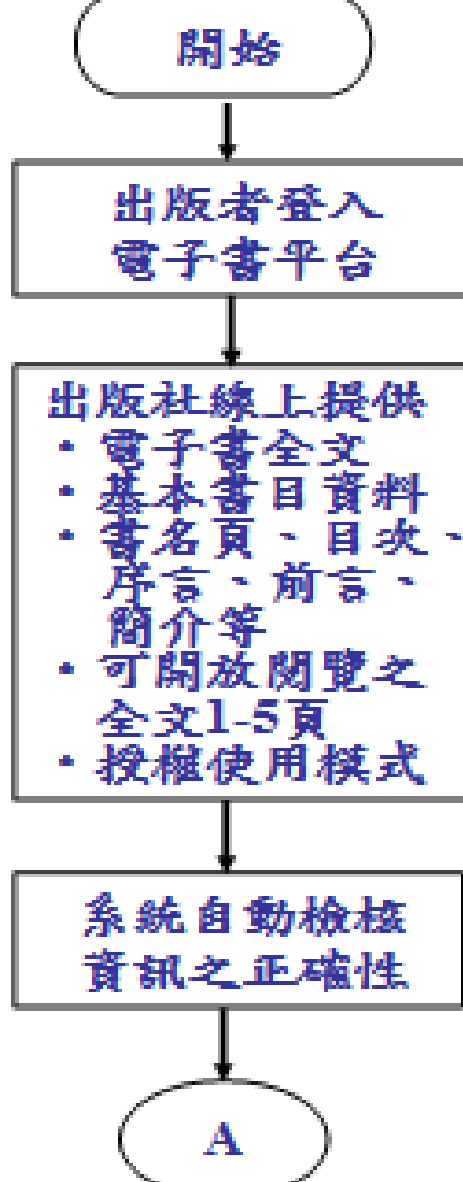 開始
出版者登入
電子書平台
出版社線上提供
・電子書全文
・基本書目資料
・書名頁、目次、
序言、前言、
簡介等
・可開放閱覽之
全文1-5頁
・授權使用模式
系統自動檢核
資訊之正確性
A